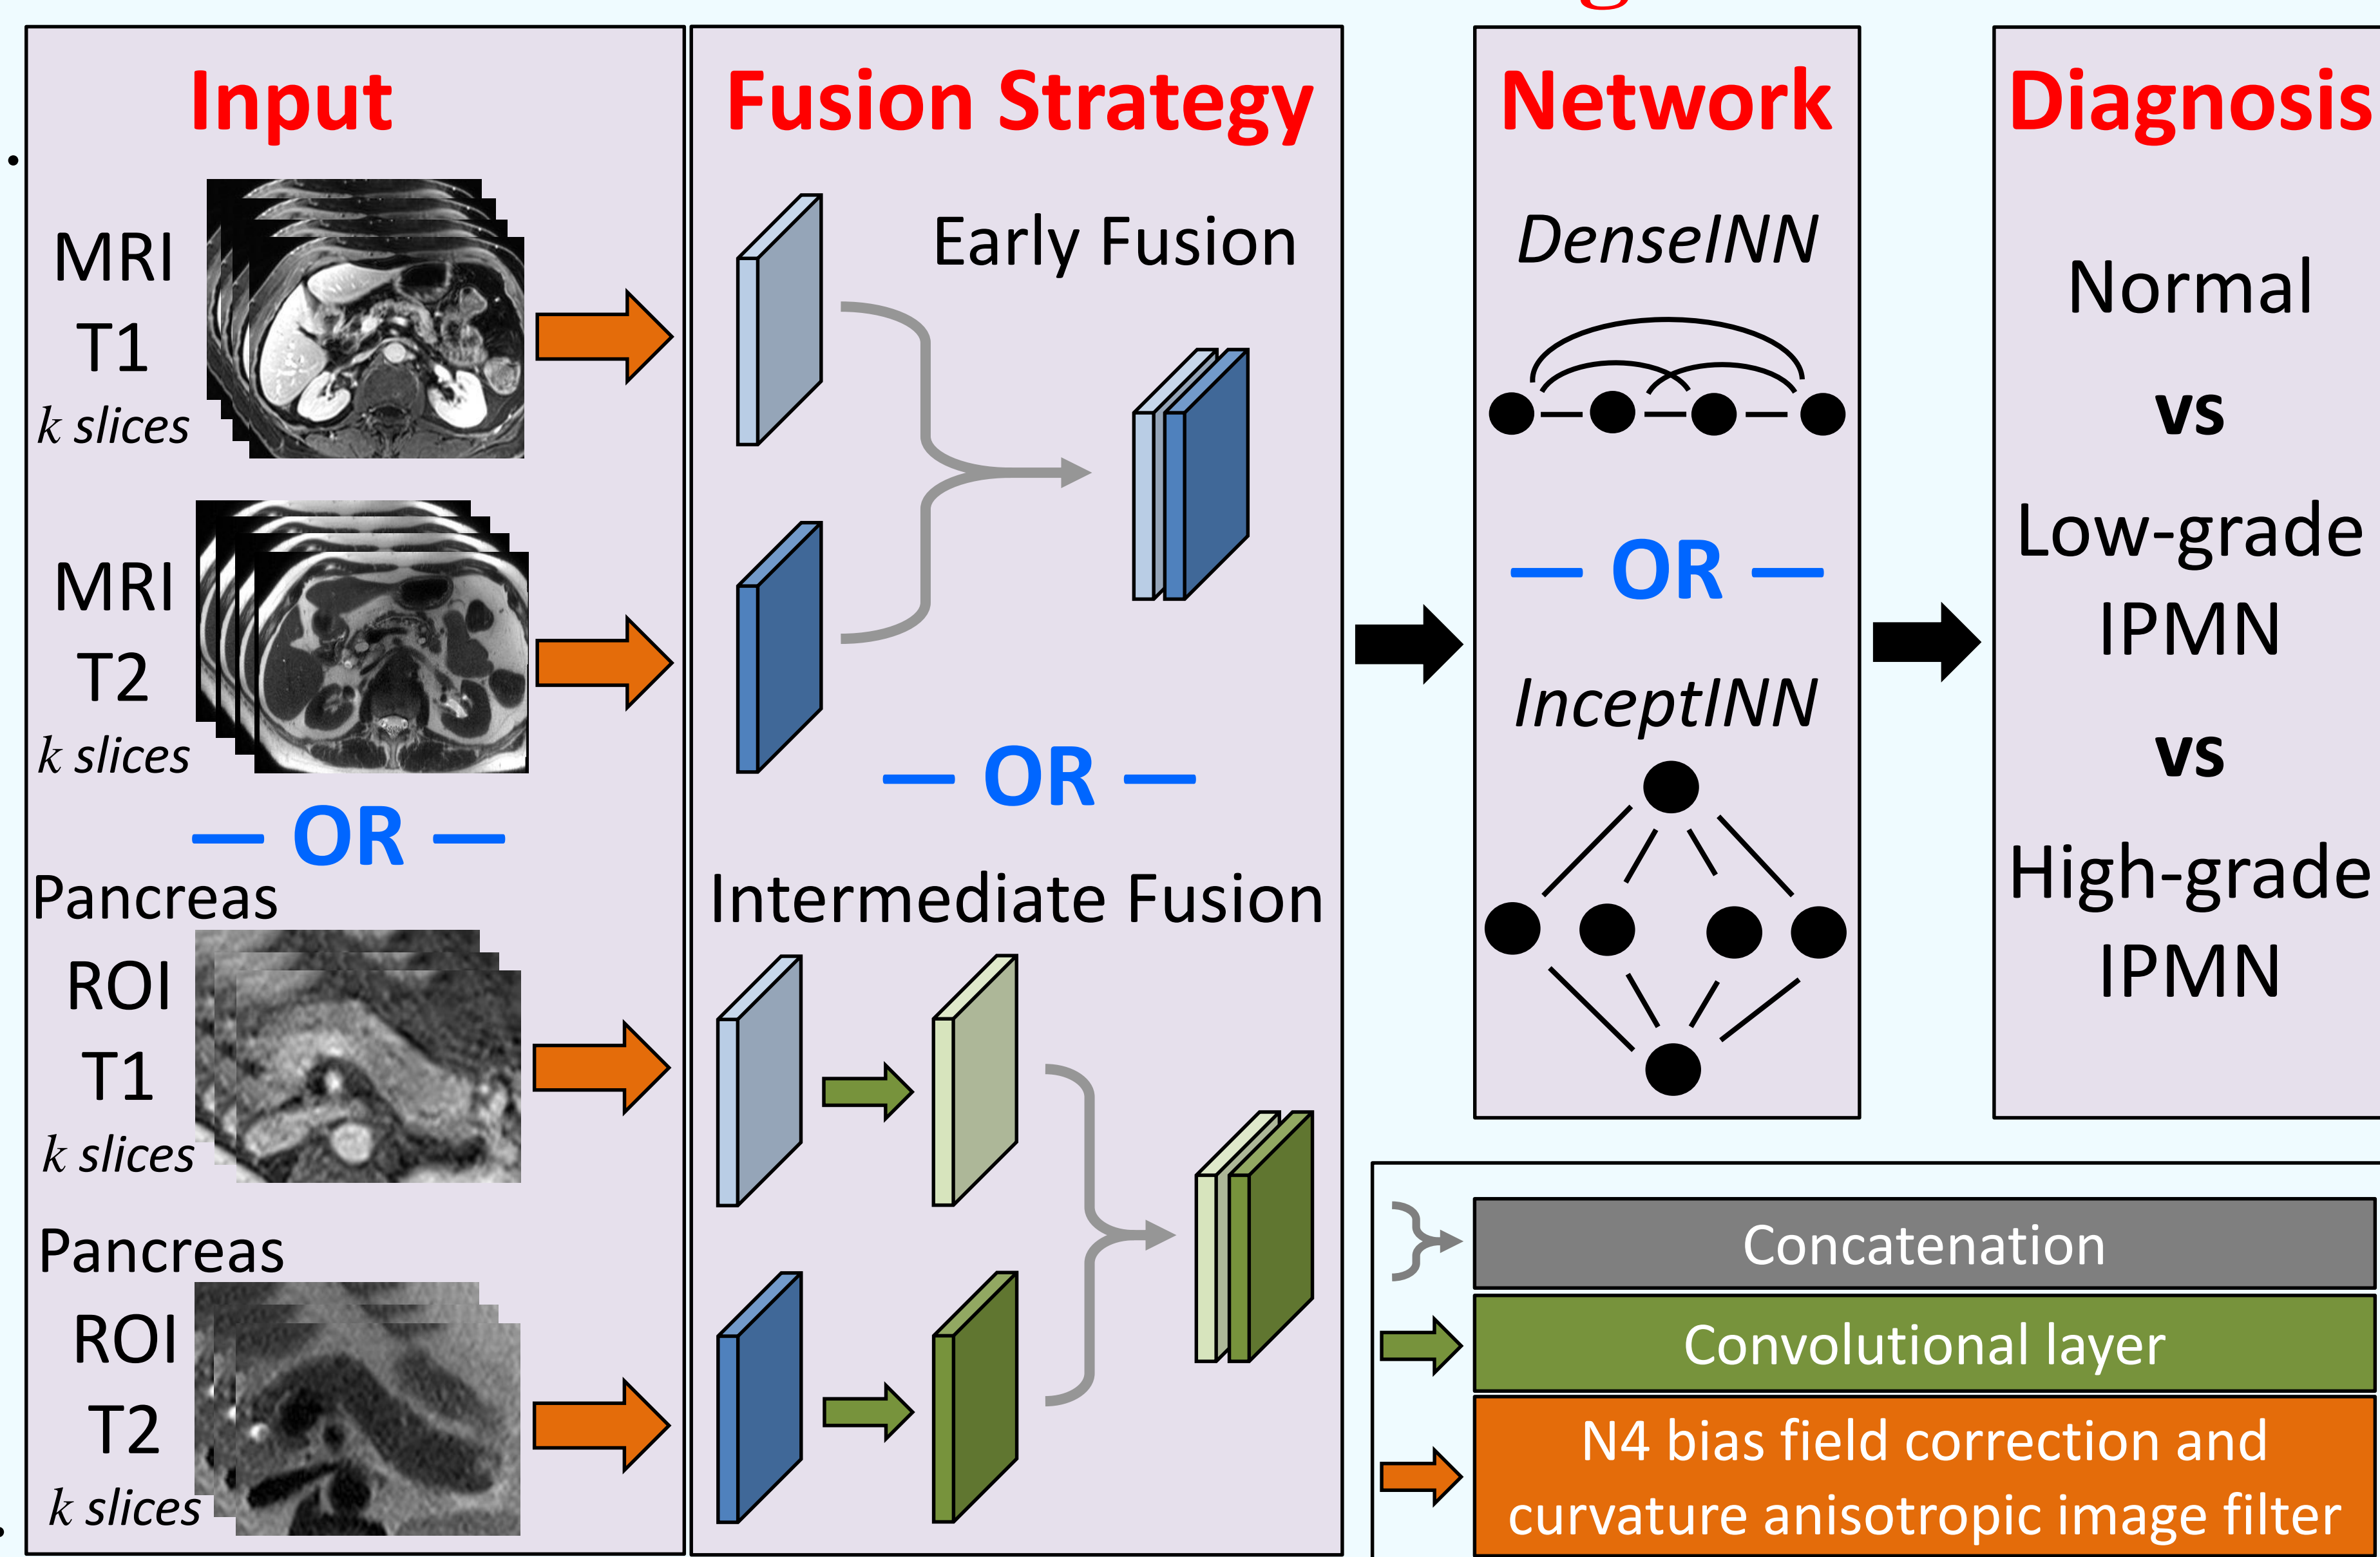 Input
MRI
T1
k slices
MRI
T2
k slices
— OR —
Pancreas
ROI
T1
k slices
Pancreas
ROI
T2
k slices
Fusion Strategy
Early Fusion
— OR —
Intermediate Fusion
Network
DenseINN
— OR —
InceptINN
Diagnosis
Normal
vs
Low-grade
IPMN
vs
High-grade
IPMN
Concatenation
Convolutional layer
N4 bias field correction and
curvature anisotropic image filter